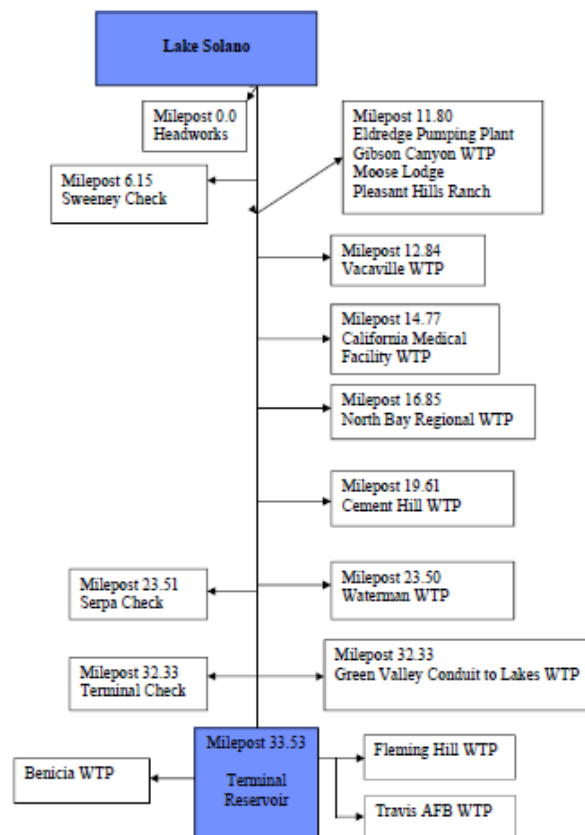 Lake Solano
Milepost 0.0
Headworks
Milepost 11.80
Eldredge Pumping Plant
Gibson Canyon WTP
Moose Lodge
Pleasant Hills Ranch
Milepost 6.15
Sweeney Check
Milepost 12.84
Vacaville WTP
Milepost 14.77
California Medical
Facility WTP
Milepost 16.85
North Bay Regional WTP
Milepost 19.61
Cement Hill WTP
Milepost 23.51
Serpa Check
Milepost 23.50
Waterman WTP
Milepost 32.33
Terminal Check
Milepost 32.33
Green Valley Conduit to Lakes WTP
Milepost 33.53
Terminal
Reservoir
Benicia WTP
Fleming Hill WTP
Travis AFB WTP